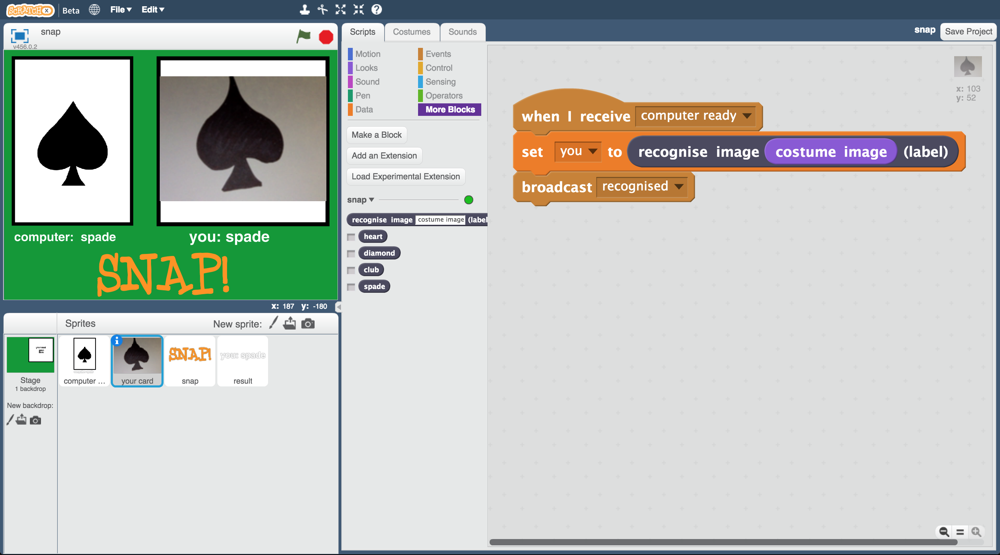 SCRATCH X Beta File Edit
snap
v456.0.2
computer: spade
you: spade
SNAP!
x: 187 y: -180
Sprites New sprite:
Stage
1 backdrop
New backdrop:
computer ...
your card
SNAP!
snap
you: spade
result
Scripts Costumes Sounds
snap Save Project
Motion Events
Looks Control
Sound Sensing
Pen Operators
Data More Blocks
Make a Block
Add an Extension
Load Experimental Extension
snap
recognise image costume image (label
heart
diamond
club
spade
when I receive computer ready
set you to recognise image costume image (label)
broadcast recognised
x: 103
y: 52